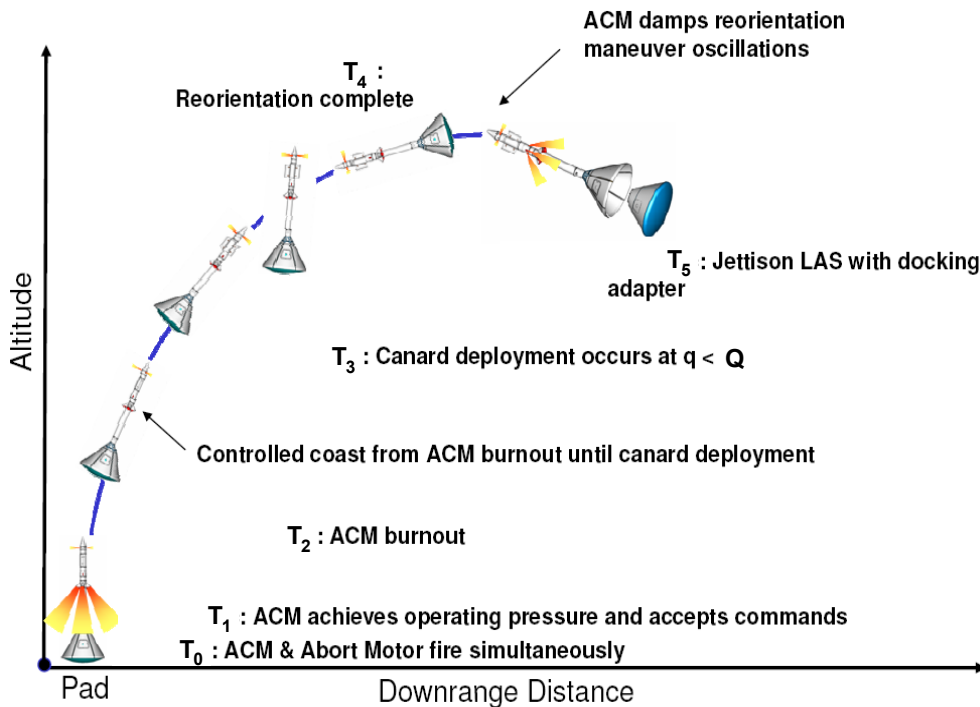 ACM damps reorientation
maneuver oscillations
T4 :
Reorientation complete
T5 : Jettison LAS with docking
adapter
T3 : Canard deployment occurs at q < Q
Controlled coast from ACM burnout until canard deployment
T2 : ACM burnout
T1 : ACM achieves operating pressure and accepts commands
T0 : ACM & Abort Motor fire simultaneously
Altitude
Pad
Downrange Distance